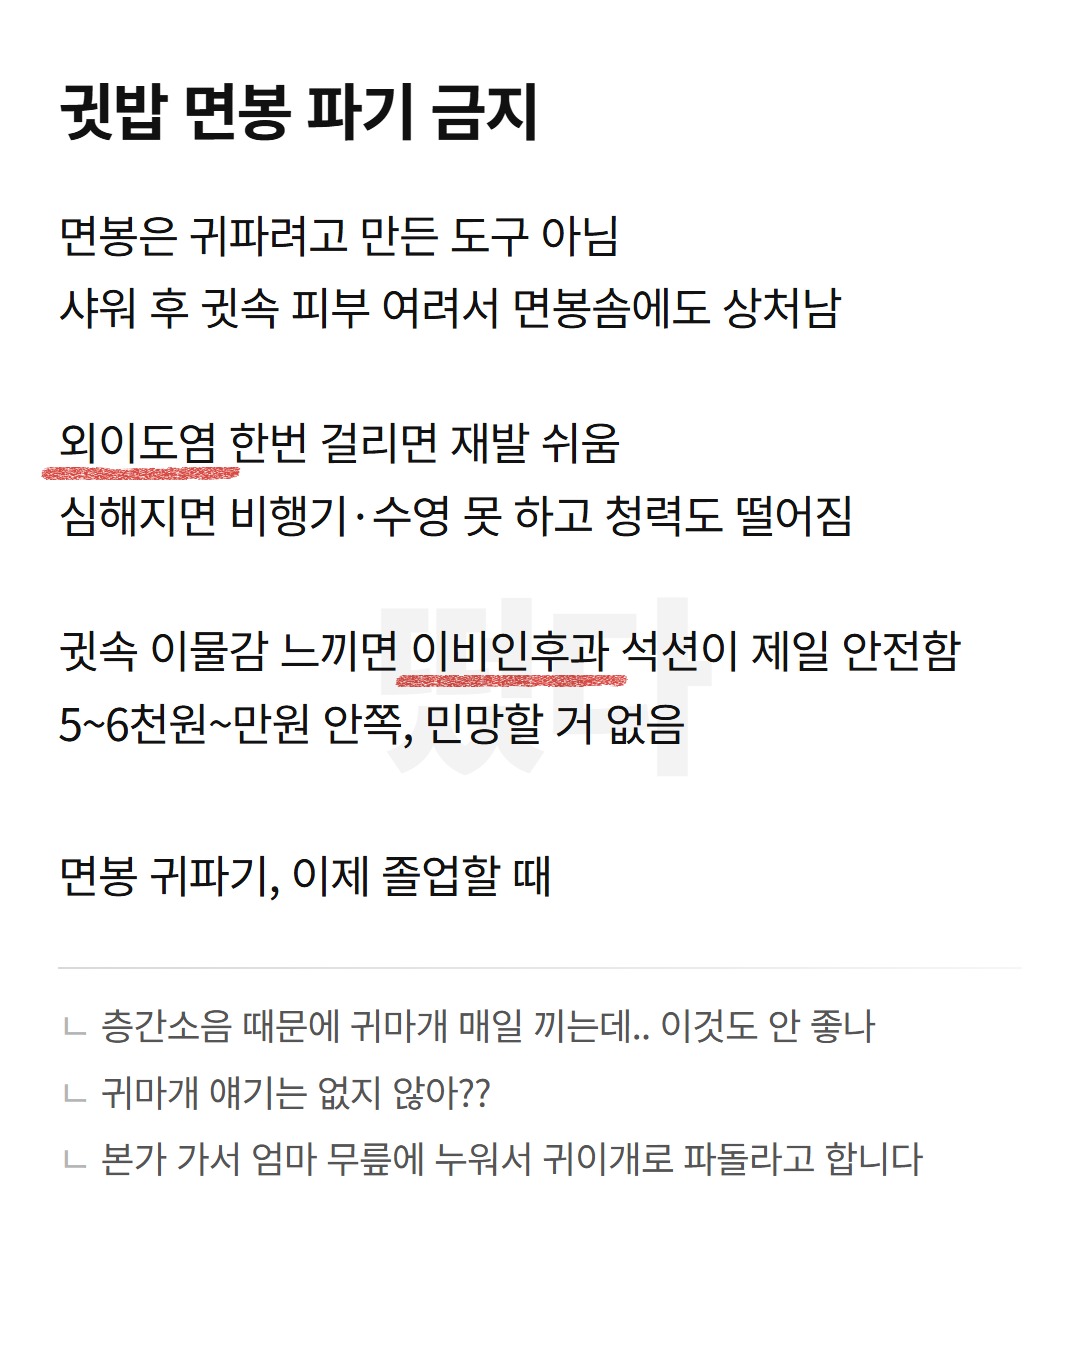 귓밥 면봉 파기 금지
면봉은 귀파려고 만든 도구 아님
샤워 후 귓속 피부 여려서 면봉솜에도 상처남
외이도염 한번 걸리면 재발 쉬움
심해지면 비행기·수영 못 하고 청력도 떨어짐
귓속 이물감 느끼면 이비인후과 석션이 제일 안전함
5~6천원~만원 안쪽, 민망할 거 없음
면봉 귀파기, 이제 졸업할 때
ㄴ 층간소음 때문에 귀마개 매일 끼는데.. 이것도 안 좋나
ㄴ 귀마개 얘기는 없지 않아??
ㄴ 본가 가서 엄마 무릎에 누워서 귀이개로 파돌라고 합니다